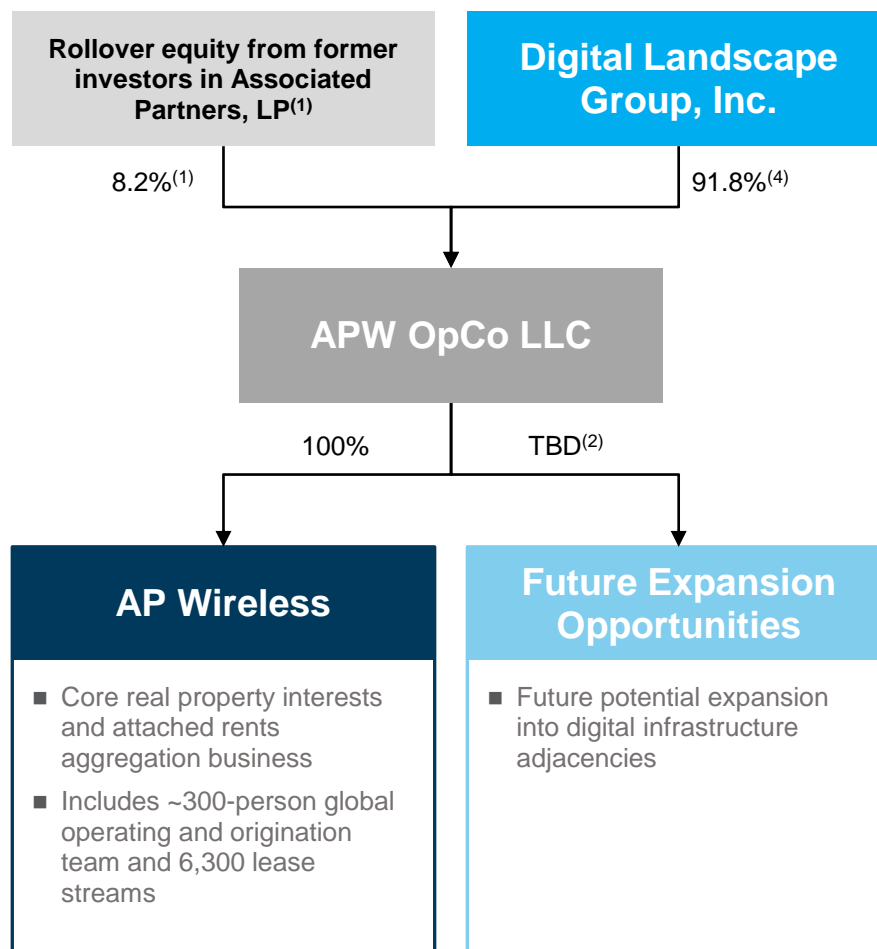 Rollover equity from former
investors in Associated
Partners, LP(1)
Digital Landscape
Group, Inc.
8.2%(1)
91.8%(4)
APW OpCo LLC
100%
TBD(2)
AP Wireless
Future Expansion
Opportunities
■ Core real property interests
and attached rents
aggregation business
■ Includes ~300-person global
operating and origination
team and 6,300 lease
streams
■ Future potential expansion
into digital infrastructure
adjacencies